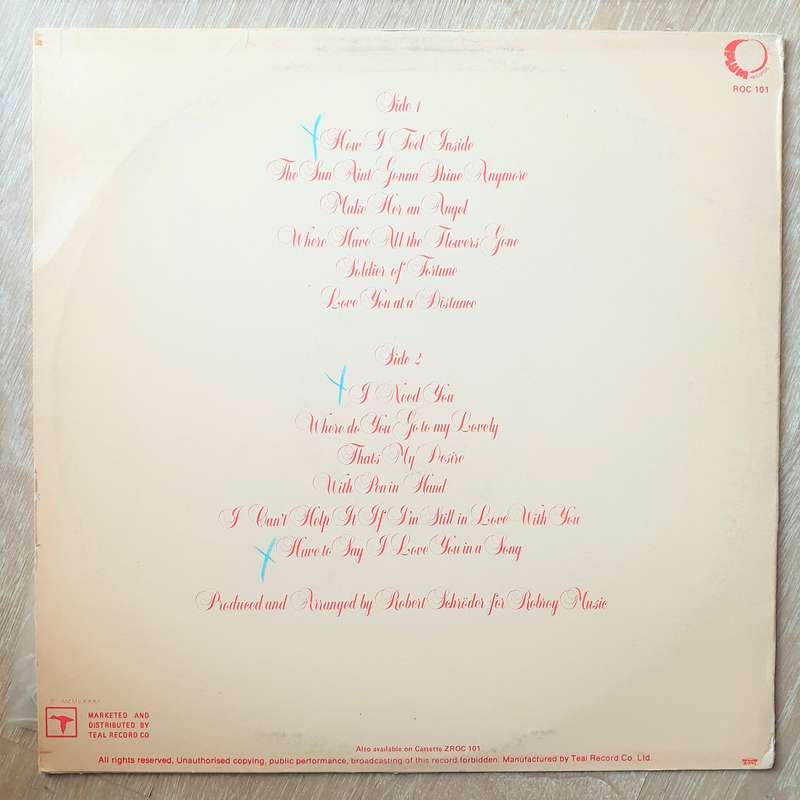 ROC 101
Side 1
How I Feel Inside
The Sun Aint Gonna Shine Anymore
Make Her an Angel
Where Have All the Flowers Gone
Soldier of Fortune
Love You at a Distance
Side 2
I Need You
Where do You Go to my Lovely
Thats My Desire
With Pen in Hand
I Can't Help It If I'm Still in Love With You
Have to Say I Love You in a Song
Produced and Arranged by Robert Schröder for Robroy Music
MARKETED AND
DISTRIBUTED BY
TEAL RECORD CO
Also available on Cassette ZROC 101
All rights reserved, Unauthorised copying, public performance, broadcasting of this record forbidden. Manufactured by Teal Record Co. Ltd.